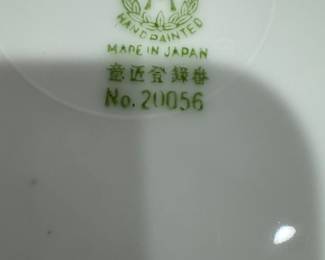 HAND PAINTED
MADE IN JAPAN
意匠登録番
No. 20056